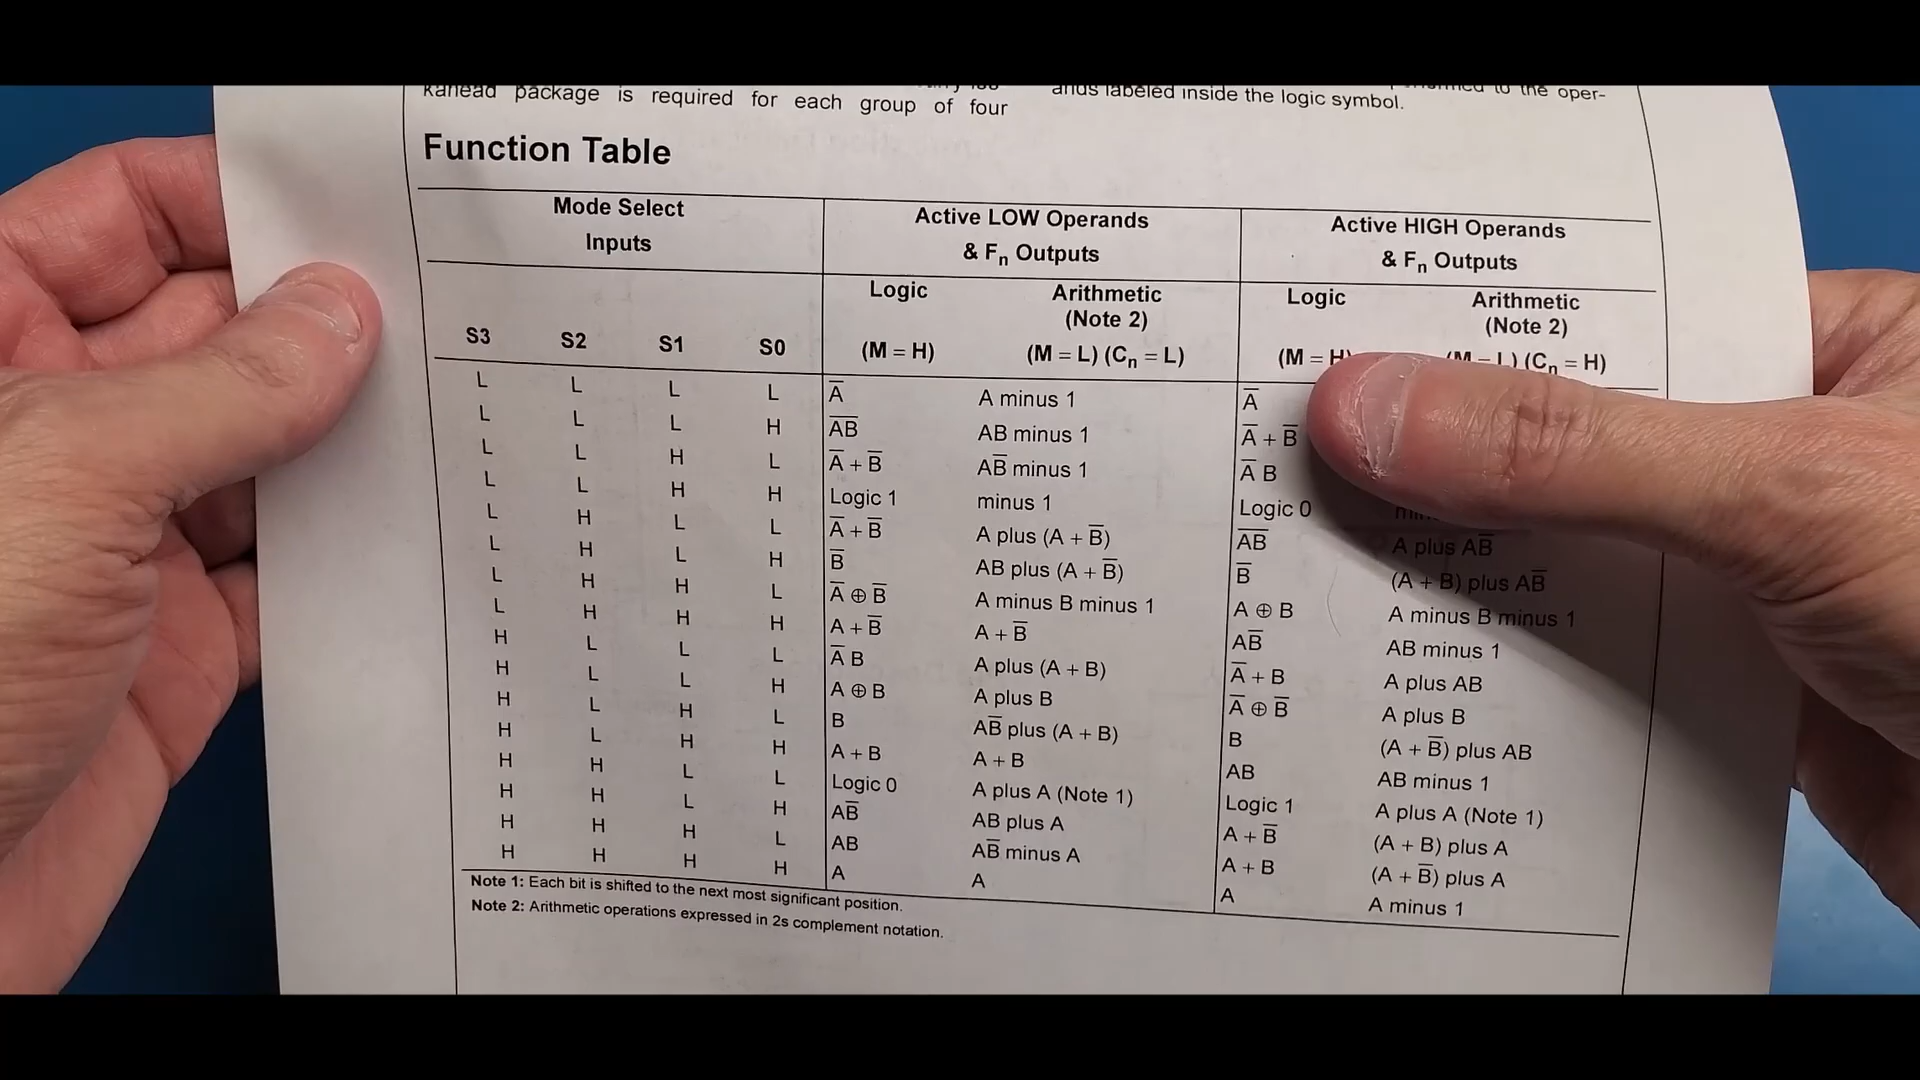 to the oper-
kahead package is required for each group of four
ands labeled inside the logic symbol.
Function Table
Mode Select Inputs
Active LOW Operands & Fn Outputs
Active HIGH Operands & Fn Outputs
Logic Arithmetic Logic Arithmetic
(Note 2) (Note 2)
S3 S2 S1 S0 (M = H) (M = L) (Cn = L) (M = H) (M = L) (Cn = H)
L L L L A̅ A minus 1 A̅
L L L H A̅B̅ AB minus 1 A̅ + B̅
L L H L A̅ + B̅ AB̅ minus 1 A̅ B
L L H H Logic 1 minus 1 Logic 0
L H L L A̅ + B̅ A plus (A + B̅) A̅B̅ A plus AB̅
L H L H B̅ AB plus (A + B̅) B̅ (A + B) plus AB̅
L H H L A̅ ⊕ B̅ A minus B minus 1 A ⊕ B A minus B minus 1
L H H H A + B̅ A + B̅ AB̅ AB minus 1
H L L L A̅ B A plus (A + B) A̅ + B A plus AB
H L L H A ⊕ B A plus B A̅ ⊕ B̅ A plus B
H L H L B AB̅ plus (A + B) B (A + B̅) plus AB
H L H H A + B A + B AB AB minus 1
H H L L Logic 0 A plus A (Note 1) Logic 1 A plus A (Note 1)
H H L H AB̅ AB plus A A + B̅ (A + B) plus A
H H H L AB AB̅ minus A A + B (A + B̅) plus A
H H H H A A A A minus 1
Note 1: Each bit is shifted to the next most significant position.
Note 2: Arithmetic operations expressed in 2s complement notation.